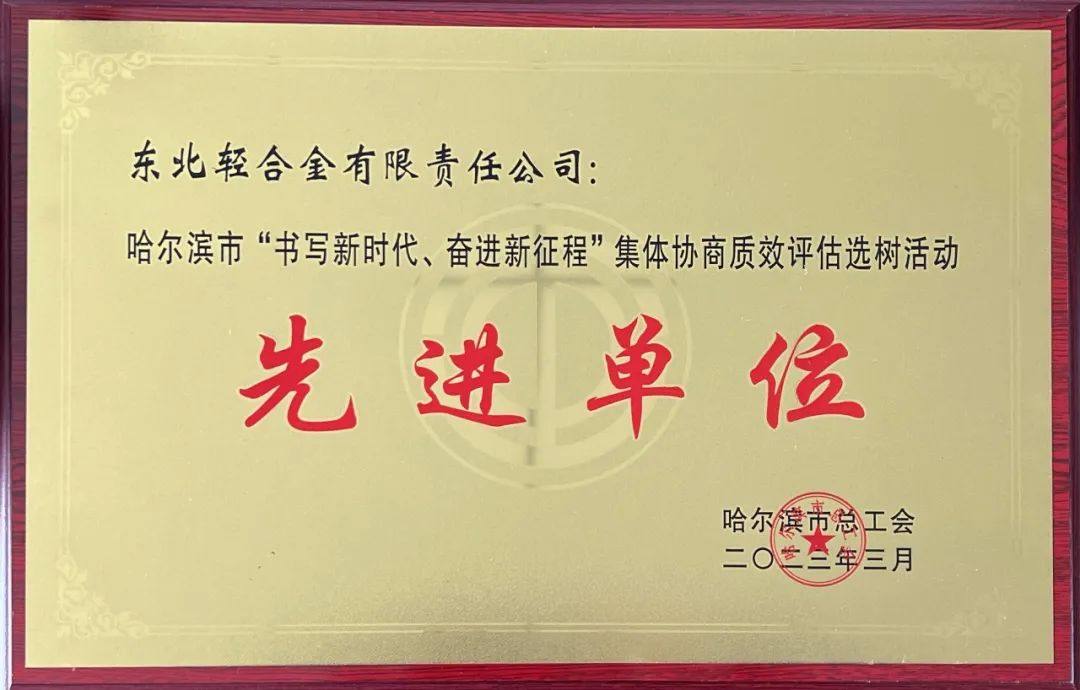 东北轻合金有限责任公司：
哈尔滨市“书写新时代、奋进新征程”集体协商质效评估选树活动
先进单位
哈尔滨市总工会
二〇二三年三月